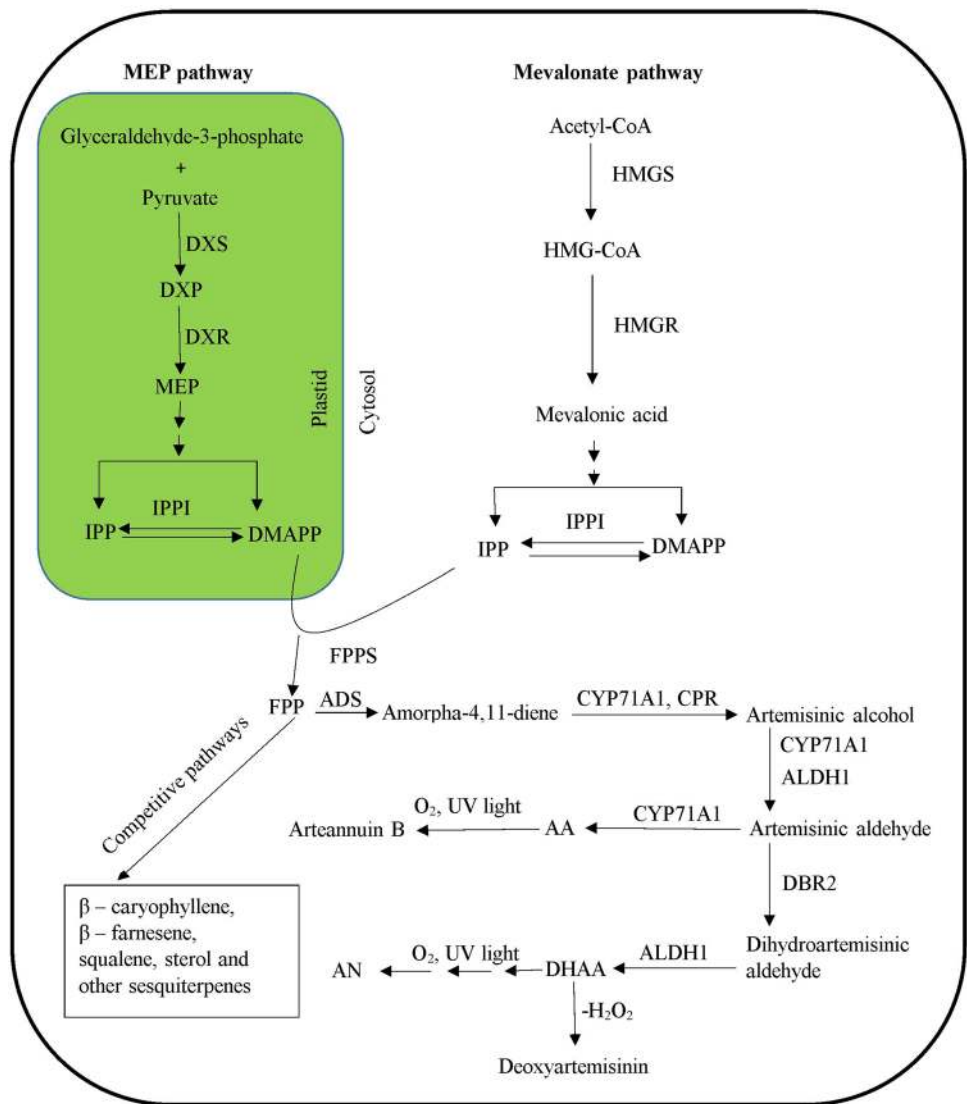 MEP pathway
Glyceraldehyde-3-phosphate
+
Pyruvate
DXS
DXP
DXR
MEP
Plastid
Cytosol
IPPI
IPP
DMAPP
Mevalonate pathway
Acetyl-CoA
HMGS
HMG-CoA
HMGR
Mevalonic acid
IPPI
IPP
DMAPP
FPPS
FPP
ADS
Amorpha-4,11-diene
CYP71A1, CPR
Artemisinic alcohol
CYP71A1
ALDH1
Competitive pathways
Arteannuin B
O₂, UV light
AA
CYP71A1
Artemisinic aldehyde
DBR2
β – caryophyllene,
β – farnesene,
squalene, sterol and
other sesquiterpenes
AN
O₂, UV light
DHAA
ALDH1
Dihydroartemisinic
aldehyde
-H₂O₂
Deoxyartemisinin